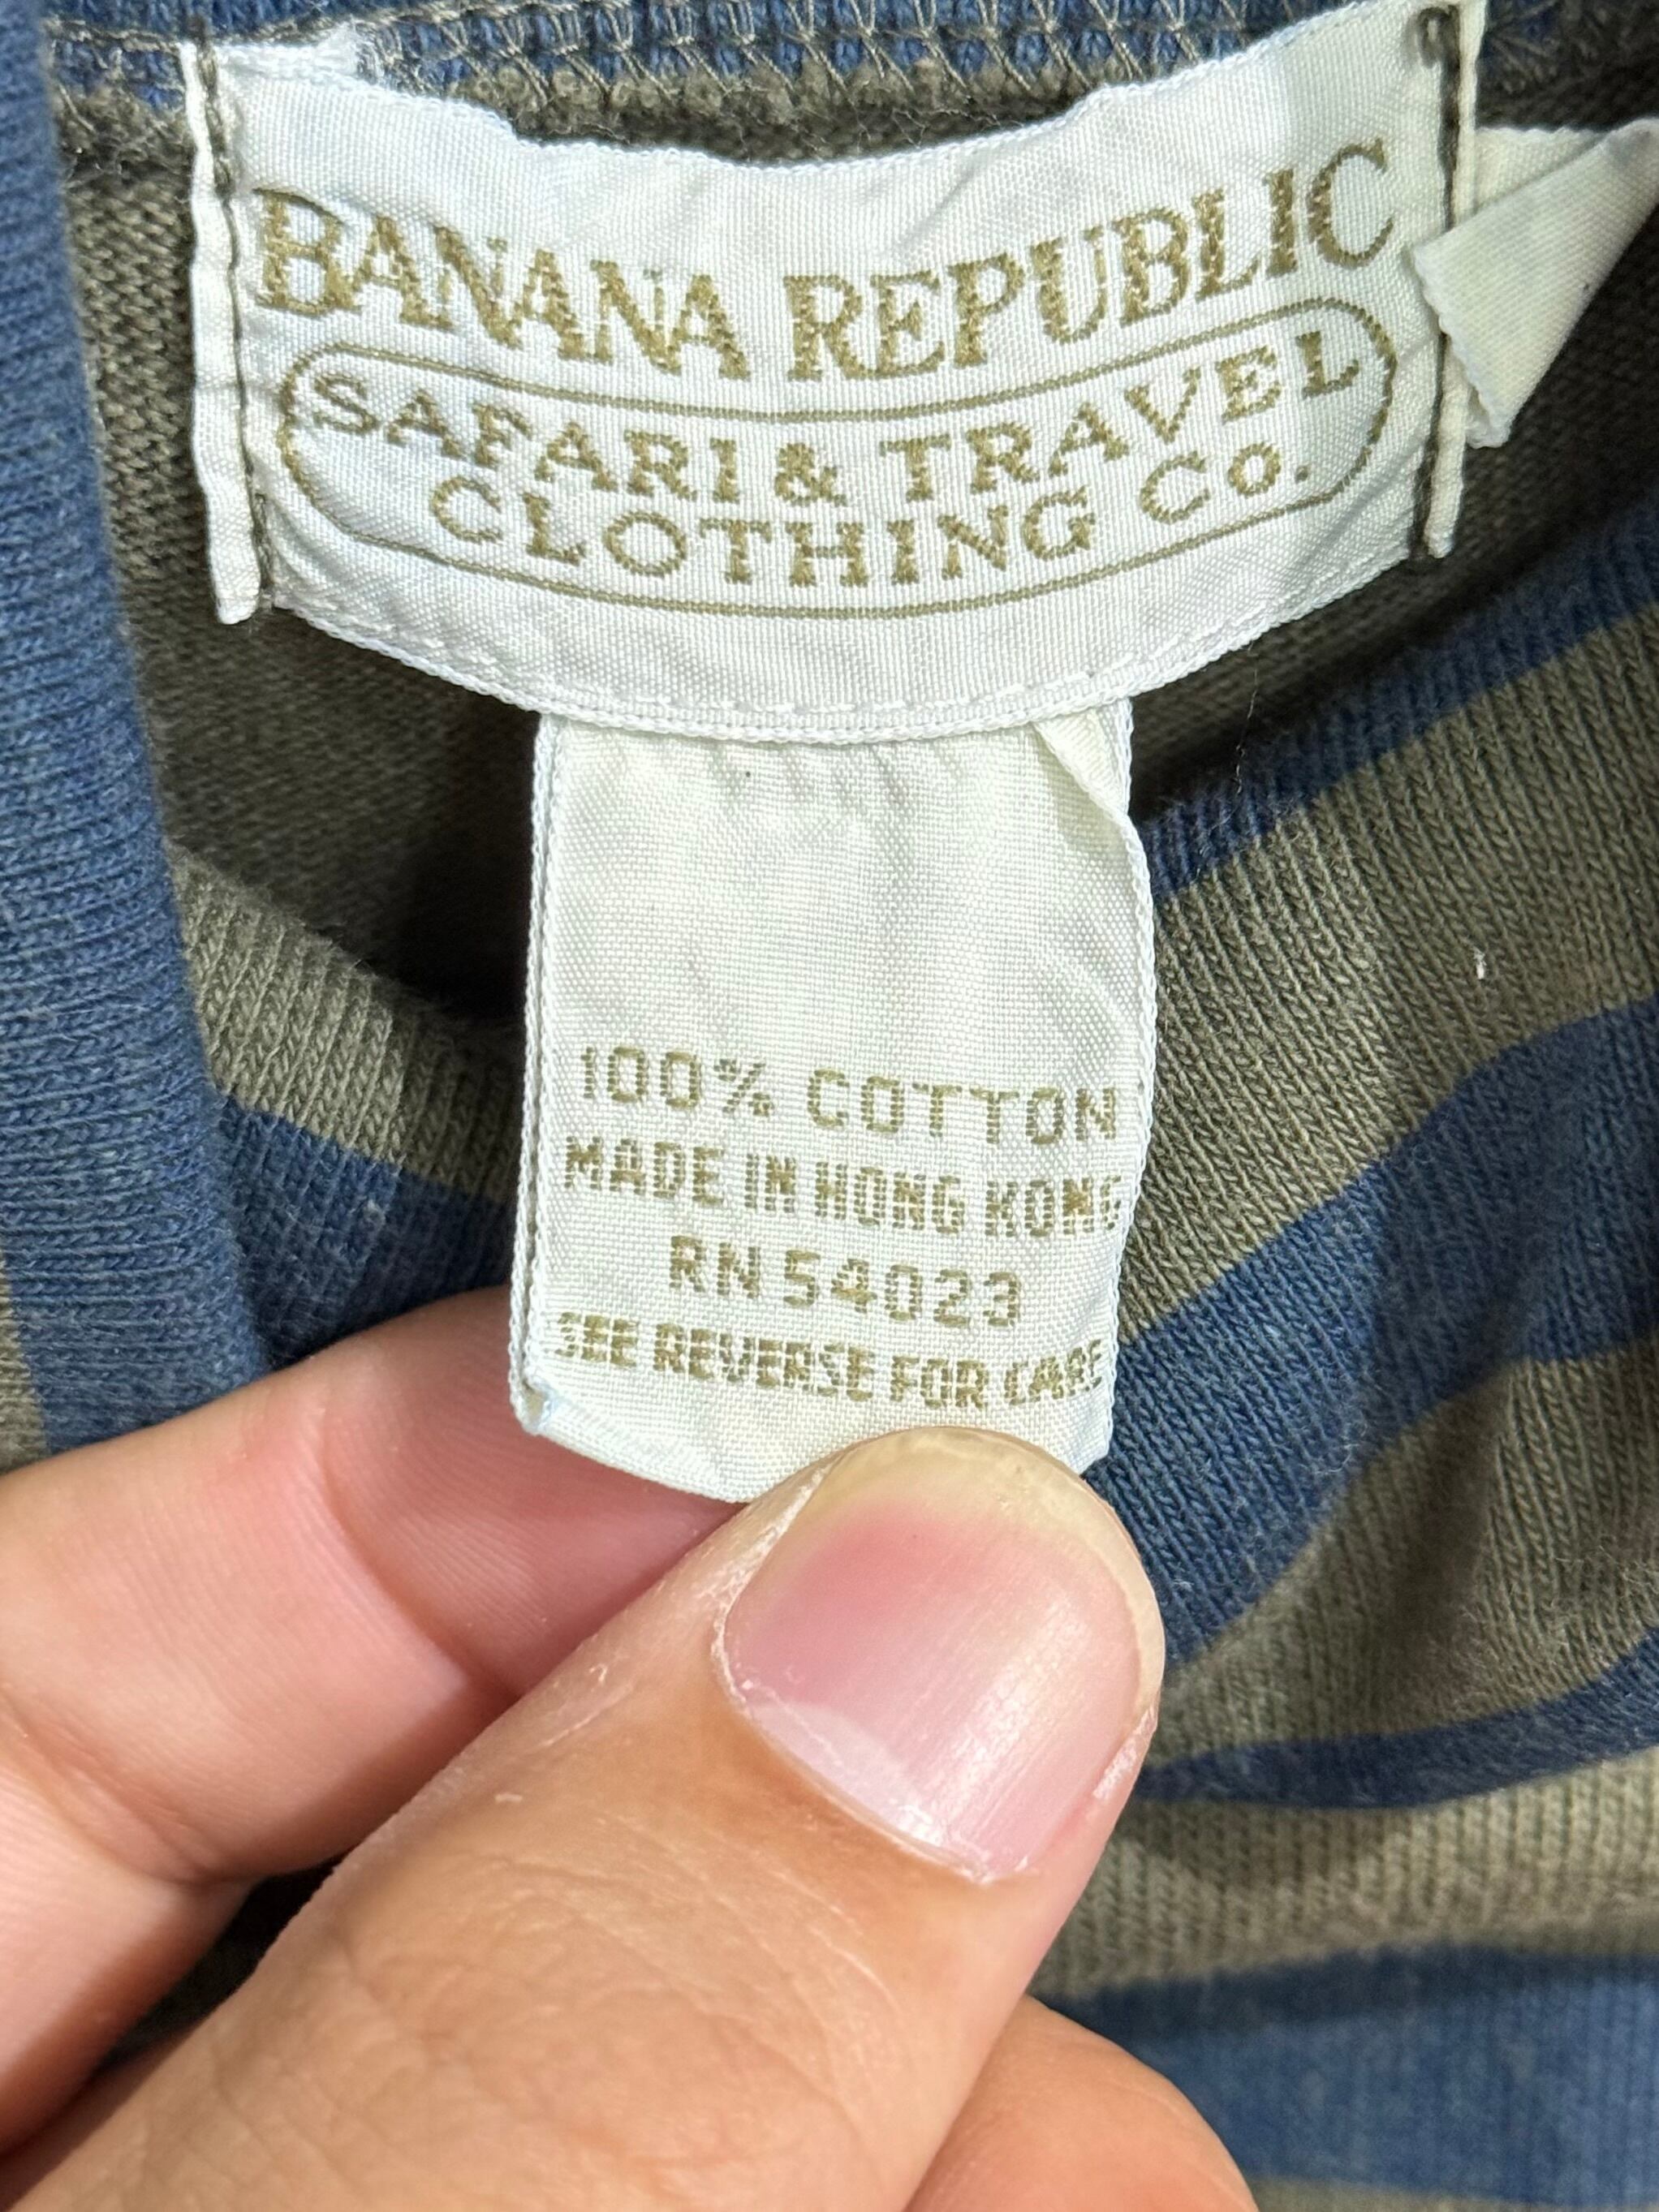 BANANA REPUBLIC
SAFARI & TRAVEL
CLOTHING Co.
100% COTTON
MADE IN HONG KONG
RN 54023
SEE REVERSE FOR CARE